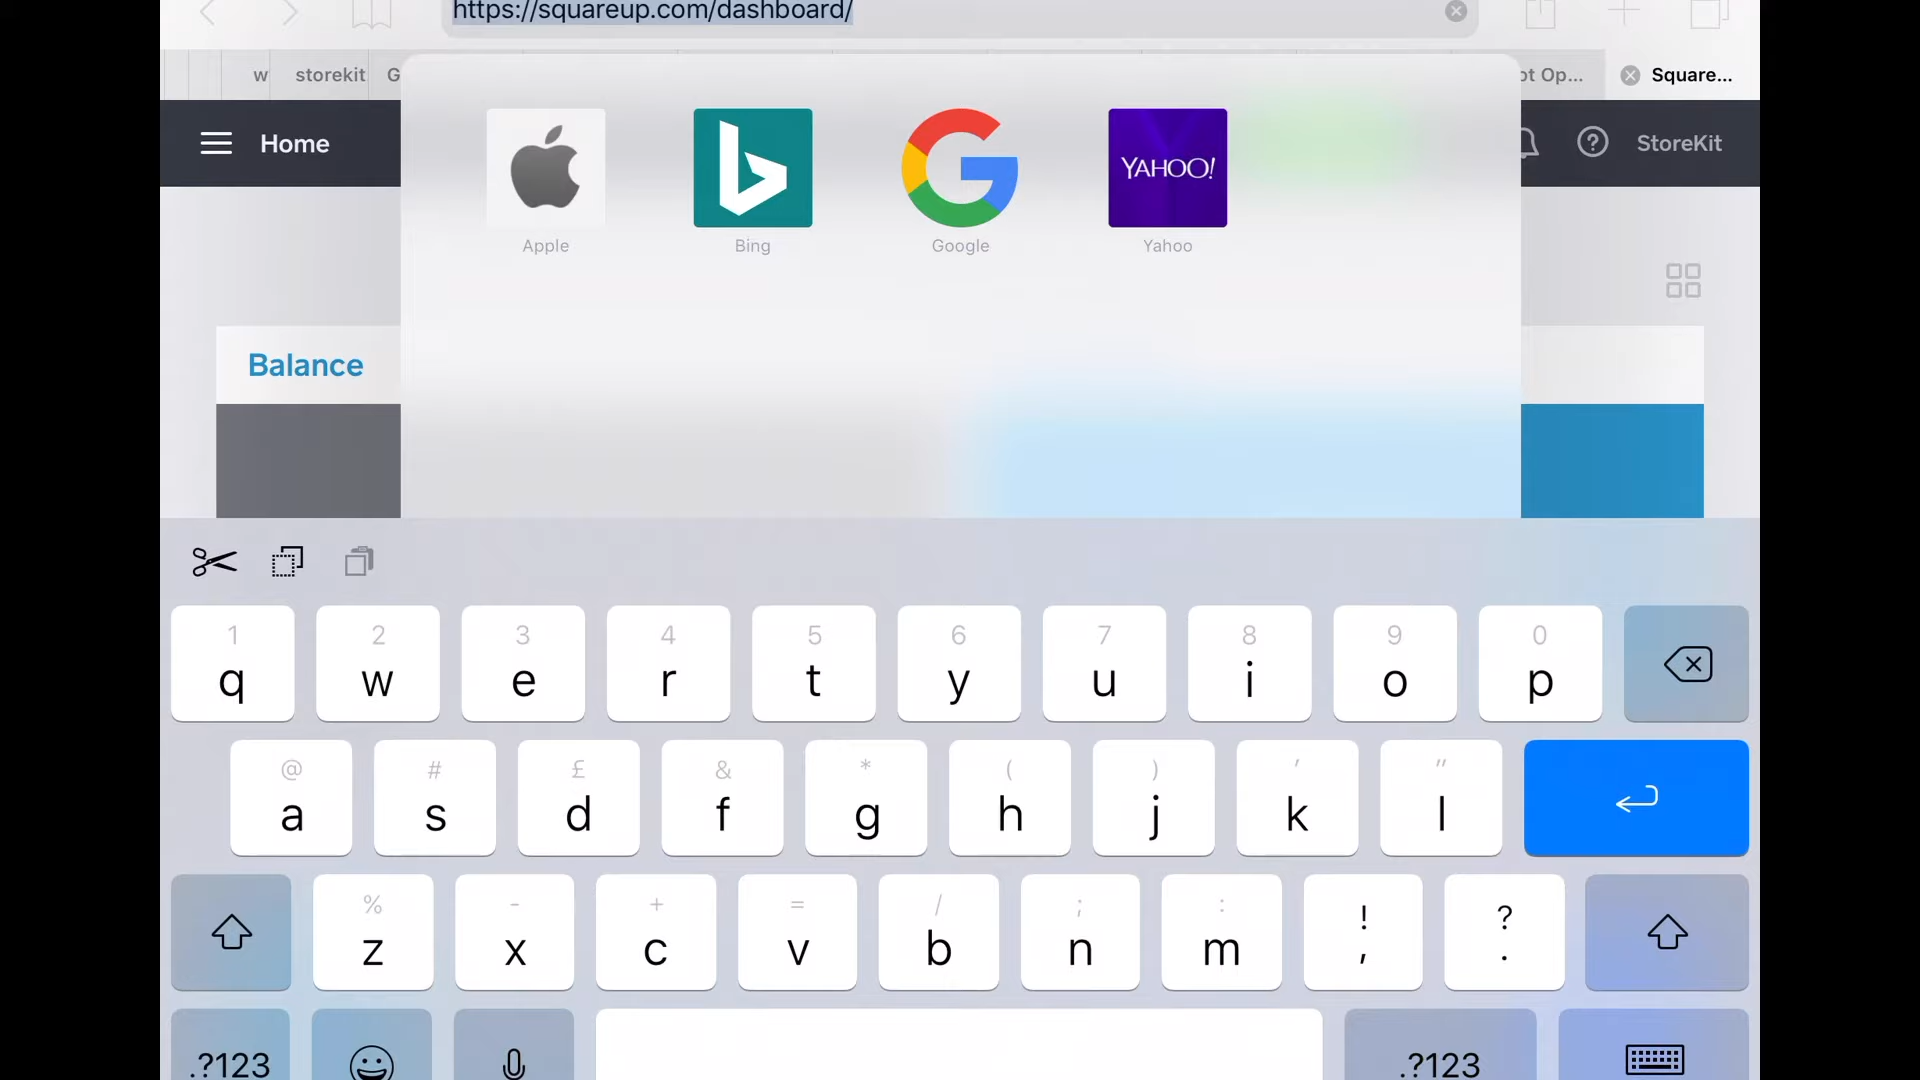 https://squareup.com/dashboard/
w storekit G ot Op... Square...
Home StoreKit
YAHOO!
Apple Bing Google Yahoo
Balance
1 2 3 4 5 6 7 8 9 0
q w e r t y u i o p
@ # £ & * ( ) ' "
a s d f g h j k l
% - + = / ; : ! ?
z x c v b n m , .
.?123 .?123